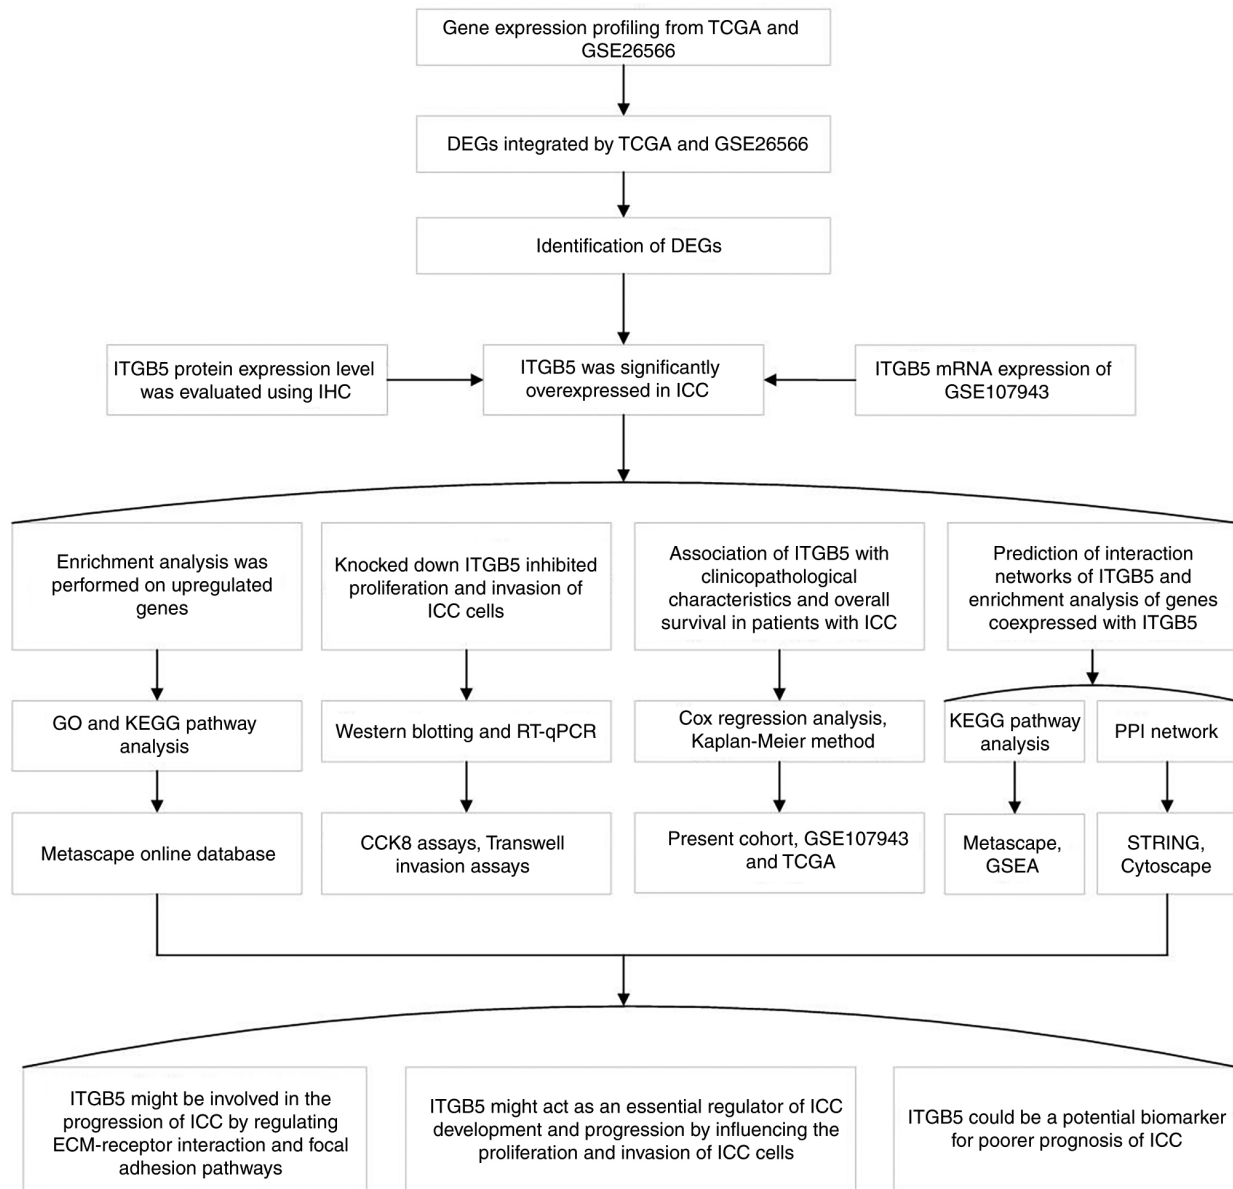 Gene expression profiling from TCGA and
GSE26566
DEGs integrated by TCGA and GSE26566
Identification of DEGs
ITGB5 protein expression level
was evaluated using IHC
ITGB5 was significantly
overexpressed in ICC
ITGB5 mRNA expression of
GSE107943
Enrichment analysis was
performed on upregulated
genes
Knocked down ITGB5 inhibited
proliferation and invasion of
ICC cells
Association of ITGB5 with
clinicopathological
characteristics and overall
survival in patients with ICC
Prediction of interaction
networks of ITGB5 and
enrichment analysis of genes
coexpressed with ITGB5
GO and KEGG pathway
analysis
Western blotting and RT-qPCR
Cox regression analysis,
Kaplan-Meier method
KEGG pathway
analysis
PPI network
Metascape online database
CCK8 assays, Transwell
invasion assays
Present cohort, GSE107943
and TCGA
Metascape,
GSEA
STRING,
Cytoscape
ITGB5 might be involved in the
progression of ICC by regulating
ECM-receptor interaction and focal
adhesion pathways
ITGB5 might act as an essential regulator of ICC
development and progression by influencing the
proliferation and invasion of ICC cells
ITGB5 could be a potential biomarker
for poorer prognosis of ICC